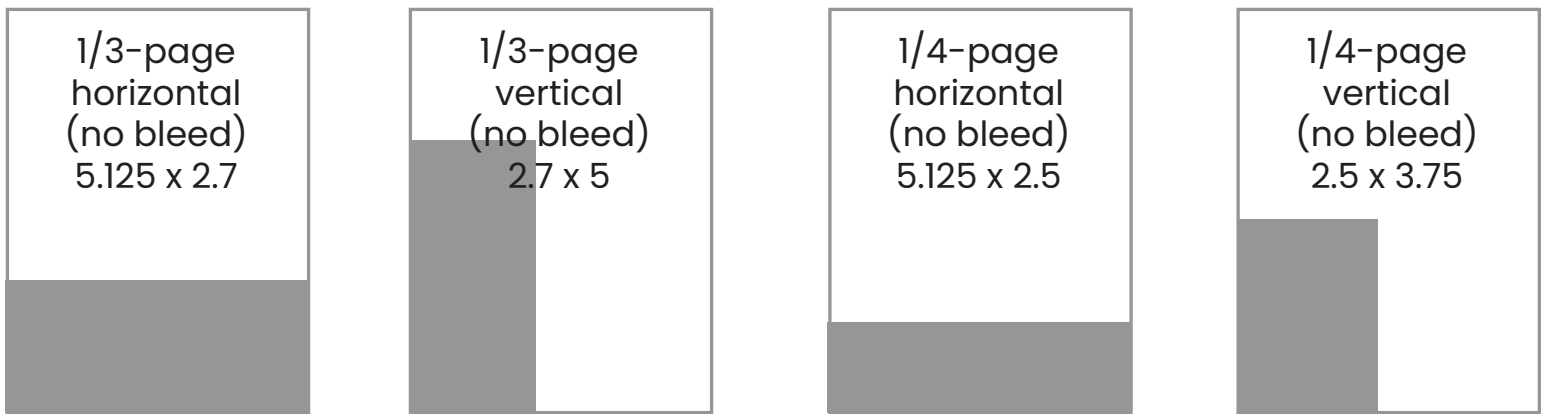 1/3-page
horizontal
(no bleed)
5.125 x 2.7
1/3-page
vertical
(no bleed)
2.7 x 5
1/4-page
horizontal
(no bleed)
5.125 x 2.5
1/4-page
vertical
(no bleed)
2.5 x 3.75